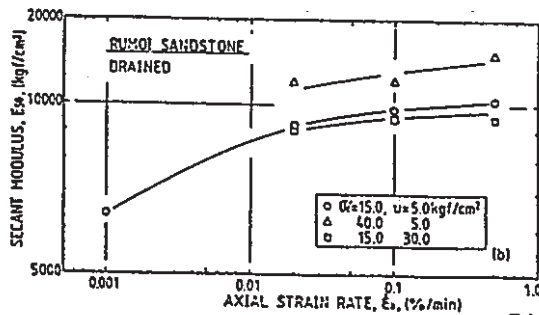 20000
RUMOI SANDSTONE
DRAINED
SECANT MODULUS, E50, (kgf/cm²)
10000
5000
○ σc'=15.0, u=5.0kgf/cm²
△ 40.0 5.0
□ 15.0 30.0
(b)
0.001 0.01 0.1 1.0
AXIAL STRAIN RATE, ε̇a, (%/min)